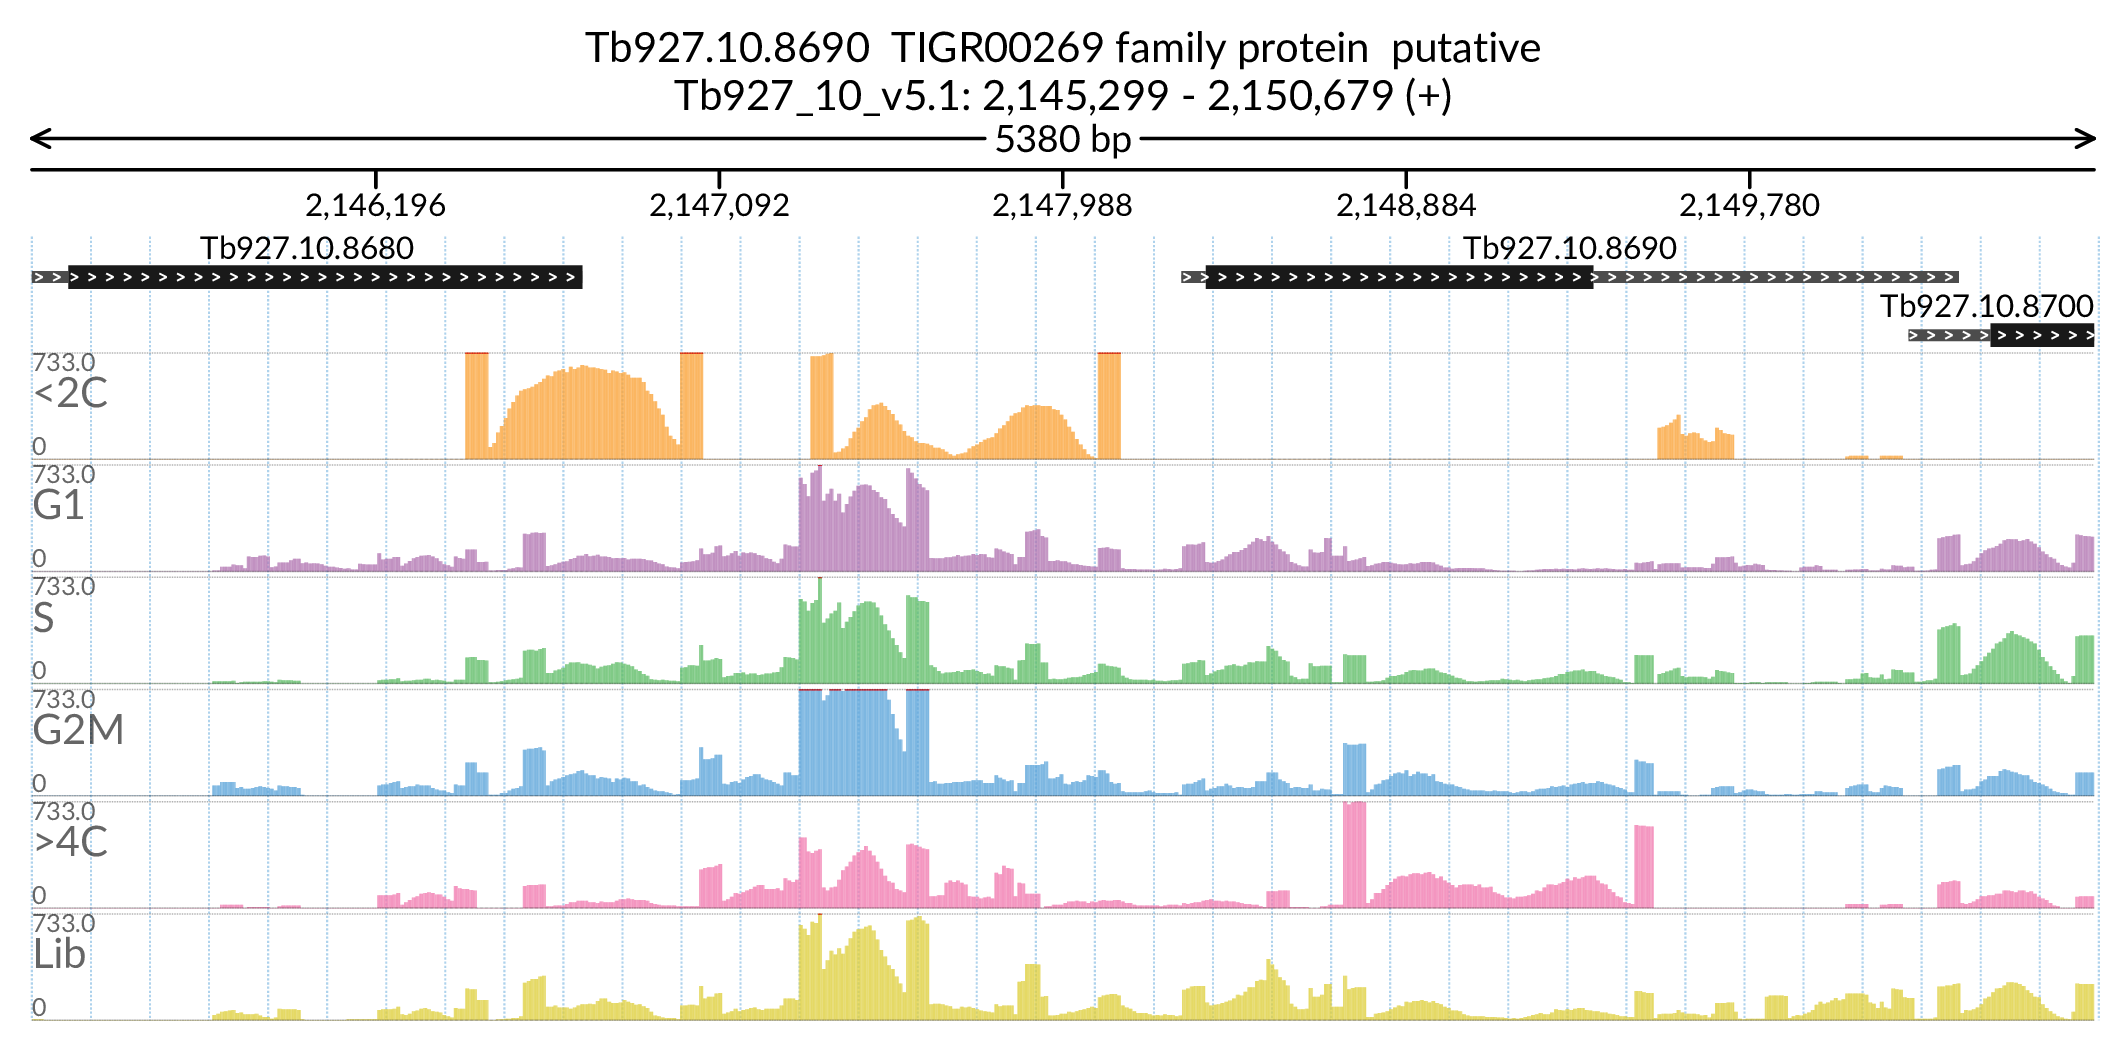 Tb927.10.8690  TIGR00269 family protein  putative
Tb927_10_v5.1: 2,145,299 - 2,150,679 (+)
5380 bp
2,146,196
2,147,092
2,147,988
2,148,884
2,149,780
Tb927.10.8680
Tb927.10.8690
Tb927.10.8700
733.0
<2C
0
733.0
G1
0
733.0
S
0
733.0
G2M
0
733.0
>4C
0
733.0
Lib
0